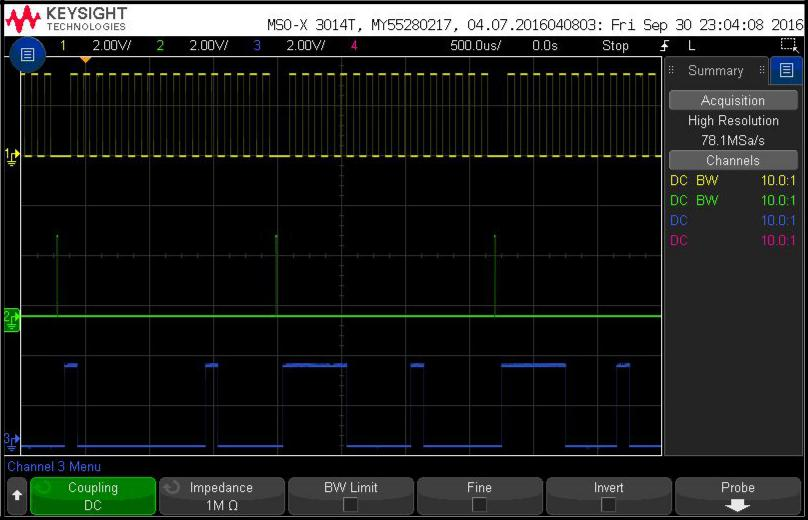 KEYSIGHT
TECHNOLOGIES
MSO-X 3014T, MY55280217, 04.07.2016040803: Fri Sep 30 23:04:08 2016
1 2.00V/ 2 2.00V/ 3 2.00V/ 4 500.0us/ 0.0s Stop L
Summary
Acquisition
High Resolution
78.1MSa/s
Channels
DC BW 10.0:1
DC BW 10.0:1
DC 10.0:1
DC 10.0:1
1
2
3
Channel 3 Menu
Coupling
DC
Impedance
1M Ω
BW Limit
Fine
Invert
Probe